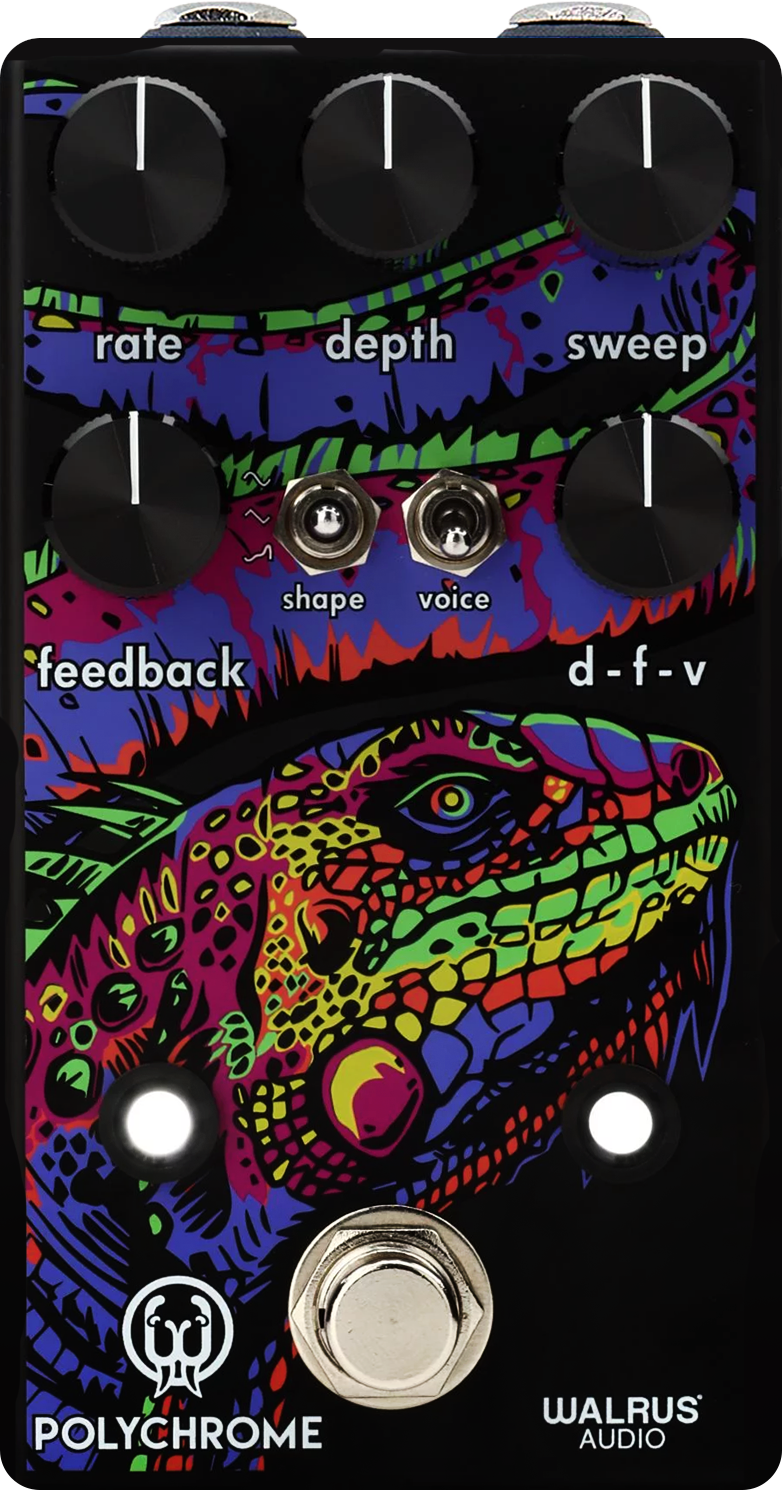 rate depth sweep
shape voice
feedback d-f-v
POLYCHROME
WALRUS
AUDIO